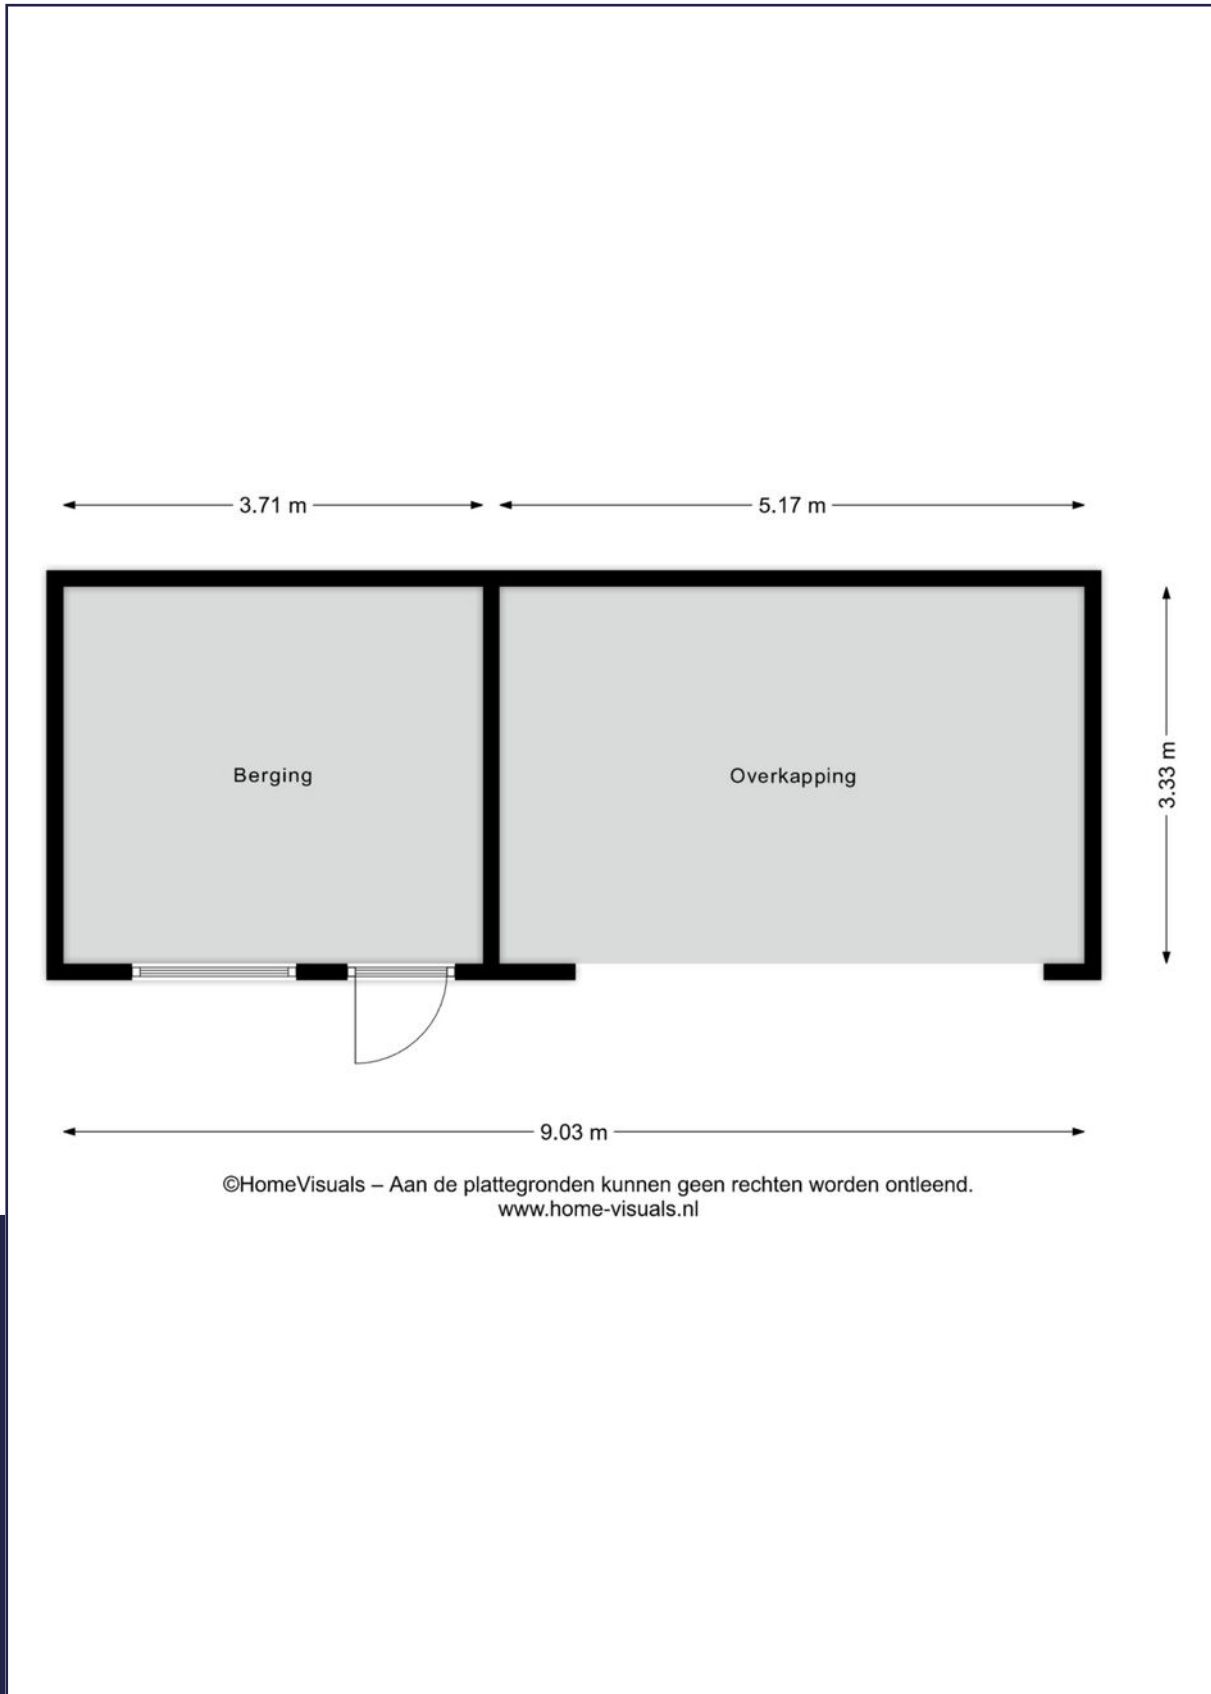 3.71 m
5.17 m
Berging
Overkapping
3.33 m
9.03 m
©HomeVisuals – Aan de plattegronden kunnen geen rechten worden ontleend.
www.home-visuals.nl